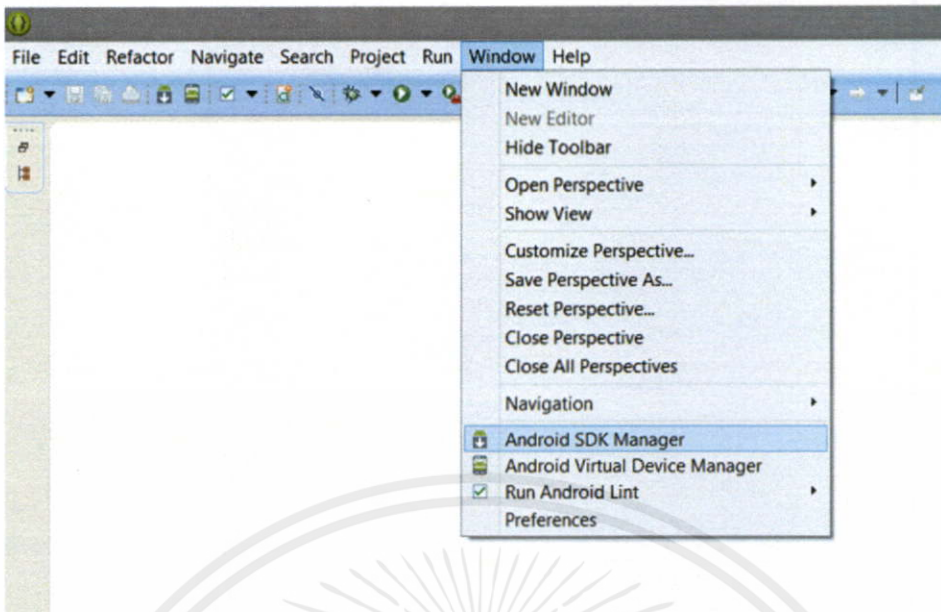 File Edit Refactor Navigate Search Project Run Window Help
New Window
New Editor
Hide Toolbar
Open Perspective
Show View
Customize Perspective...
Save Perspective As...
Reset Perspective...
Close Perspective
Close All Perspectives
Navigation
Android SDK Manager
Android Virtual Device Manager
Run Android Lint
Preferences